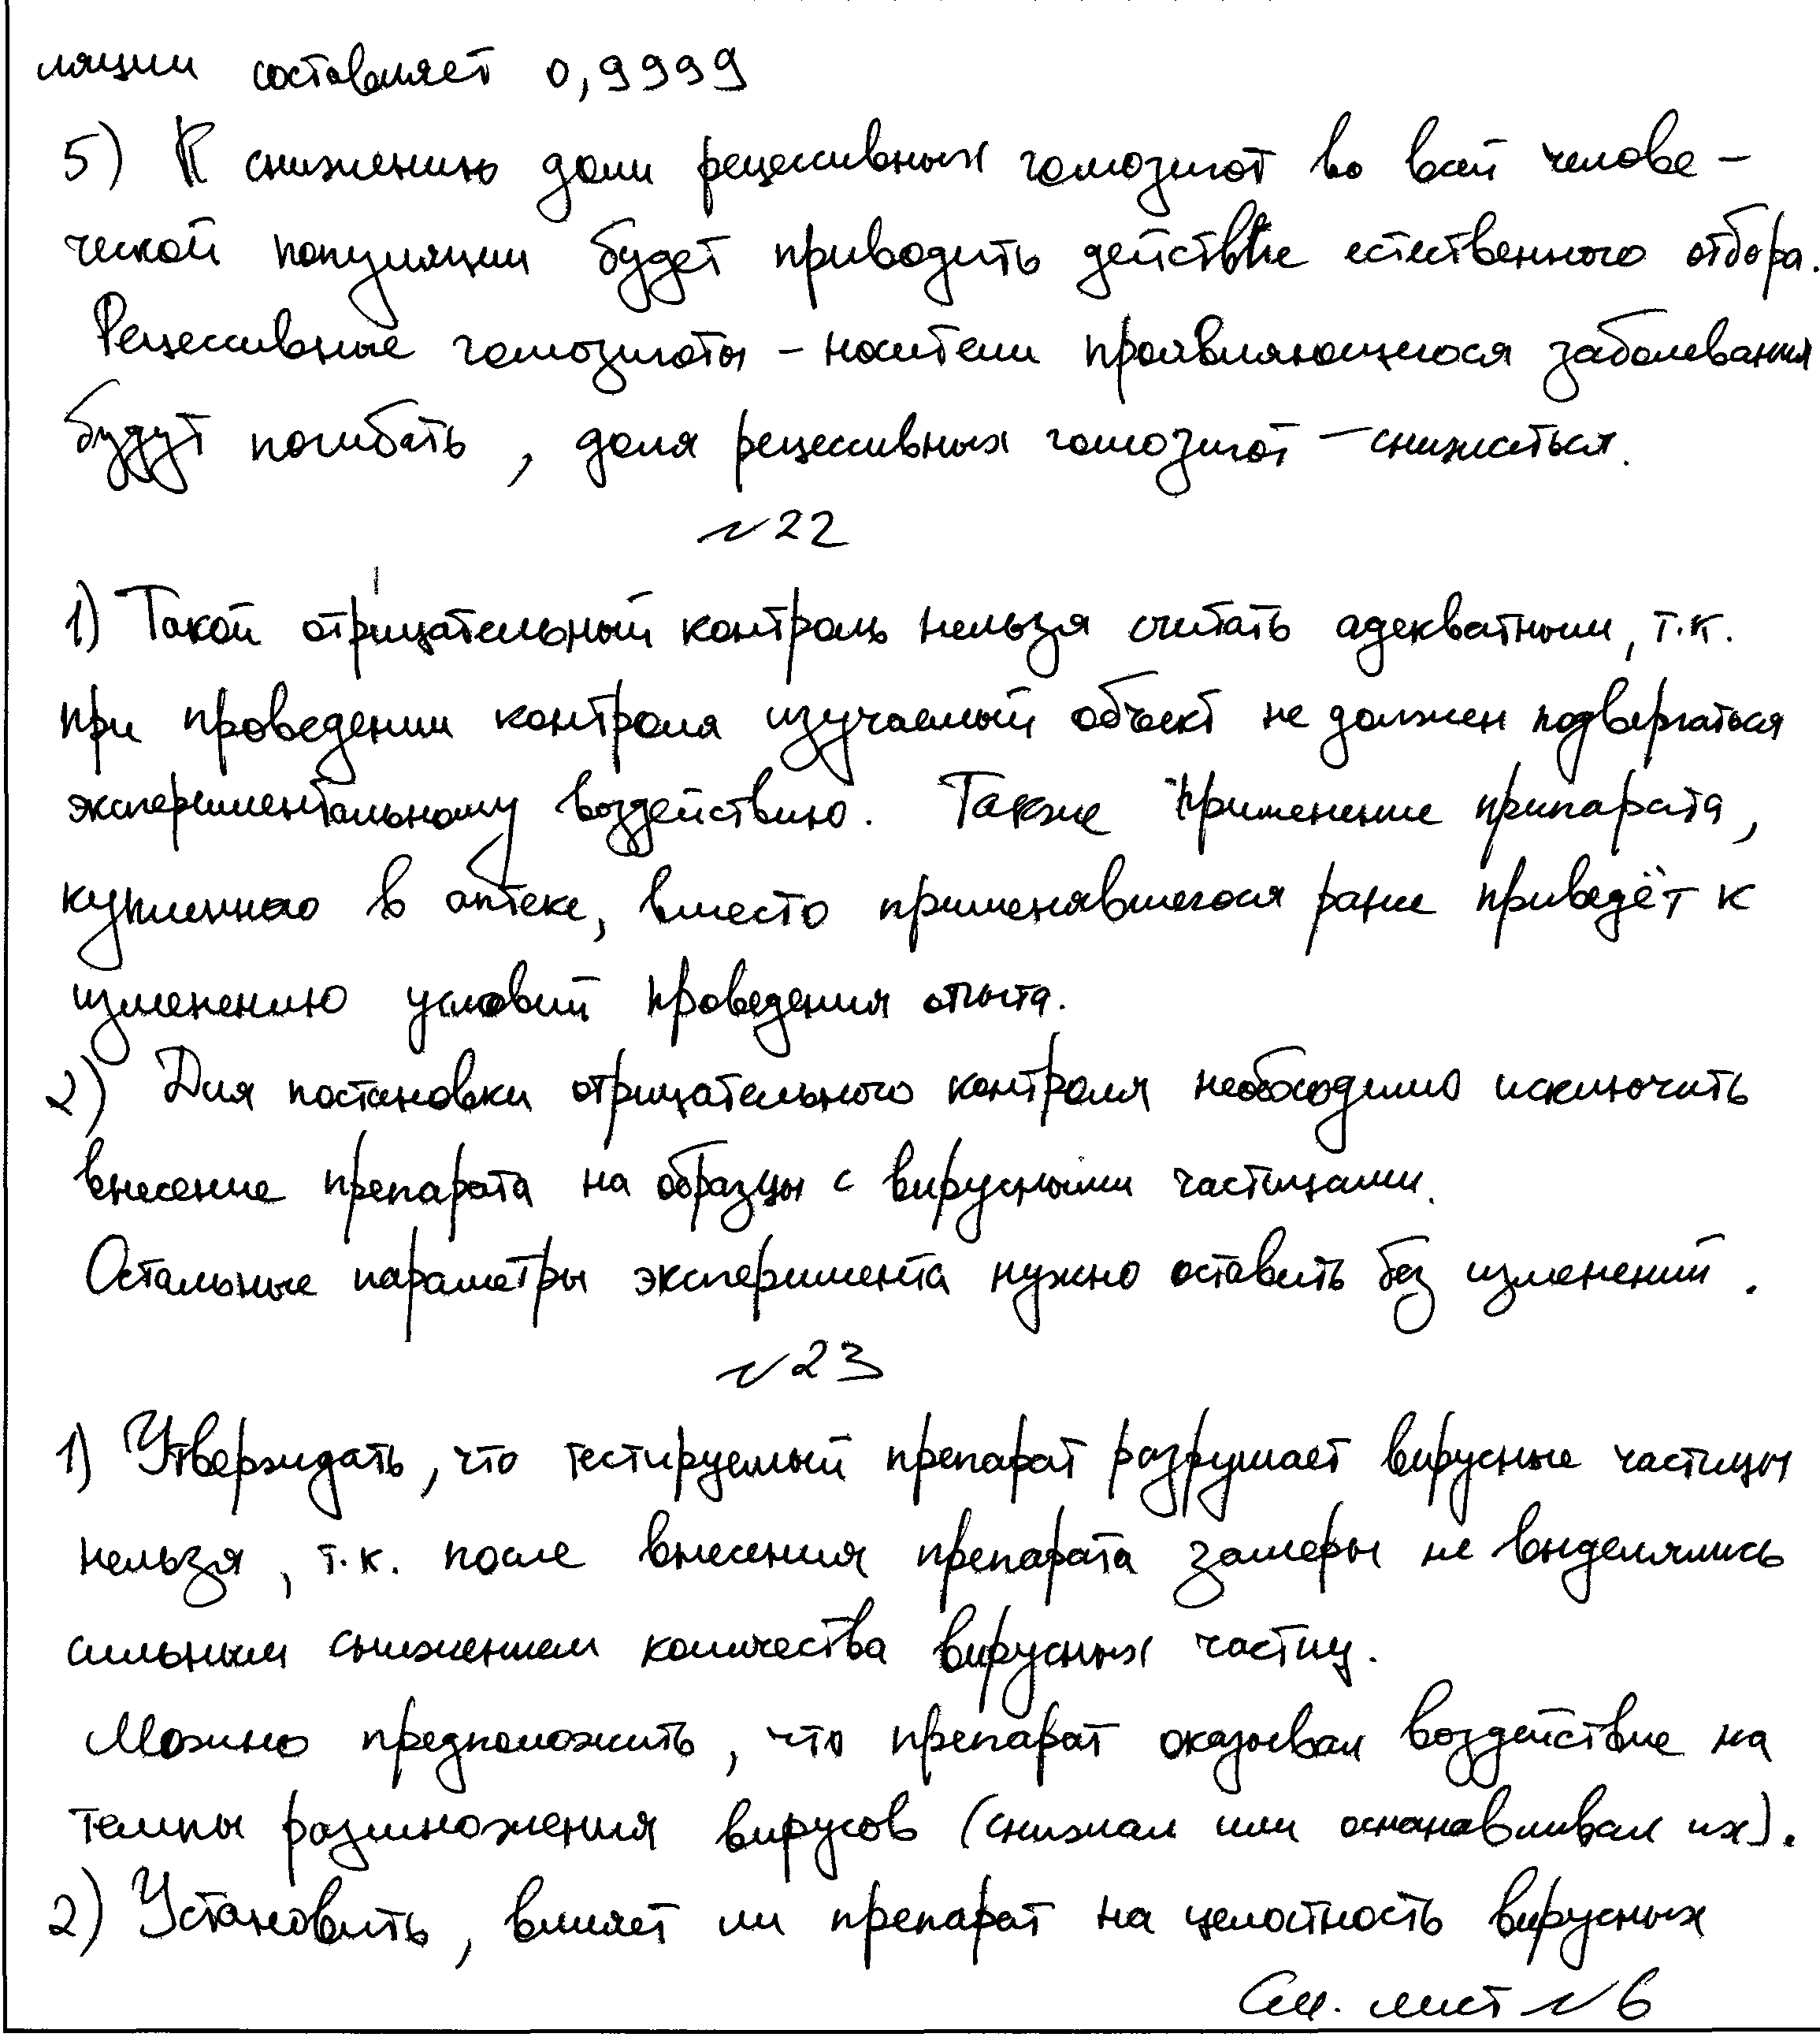 ляции составляет 0,9999
5) К снижению доли рецессивных гомозигот во всей челове-
ческой популяции будет приводить действие естественного отбора.
Рецессивные гомозиготы - носители проявляющегося заболевания
будут погибать, доля рецессивных гомозигот - снижаться.
№22
1) Такой отрицательный контроль нельзя считать адекватным, т.к.
при проведении контроля изучаемый объект не должен подвергаться
экспериментальному воздействию. Также применение припарата,
купленного в аптеке, вместо применявшегося ранее приведёт к
изменению условий проведения опыта.
2) Для постановки отрицательного контроля необходимо исключить
внесение препарата на образцы с вирусными частицами.
Остальные параметры эксперимента нужно оставить без изменений.
№23
1) Утверждать, что тестируемый препарат разрушает вирусные частицы
нельзя, т.к. после внесения препарата замеры не выделялись
сильным снижением количества вирусных частиц.
Можно предположить, что препарат оказывал воздействие на
темпы размножения вирусов (снижал или останавливал их).
2) Установить, влияет ли препарат на целостность вирусных
См. лист №6